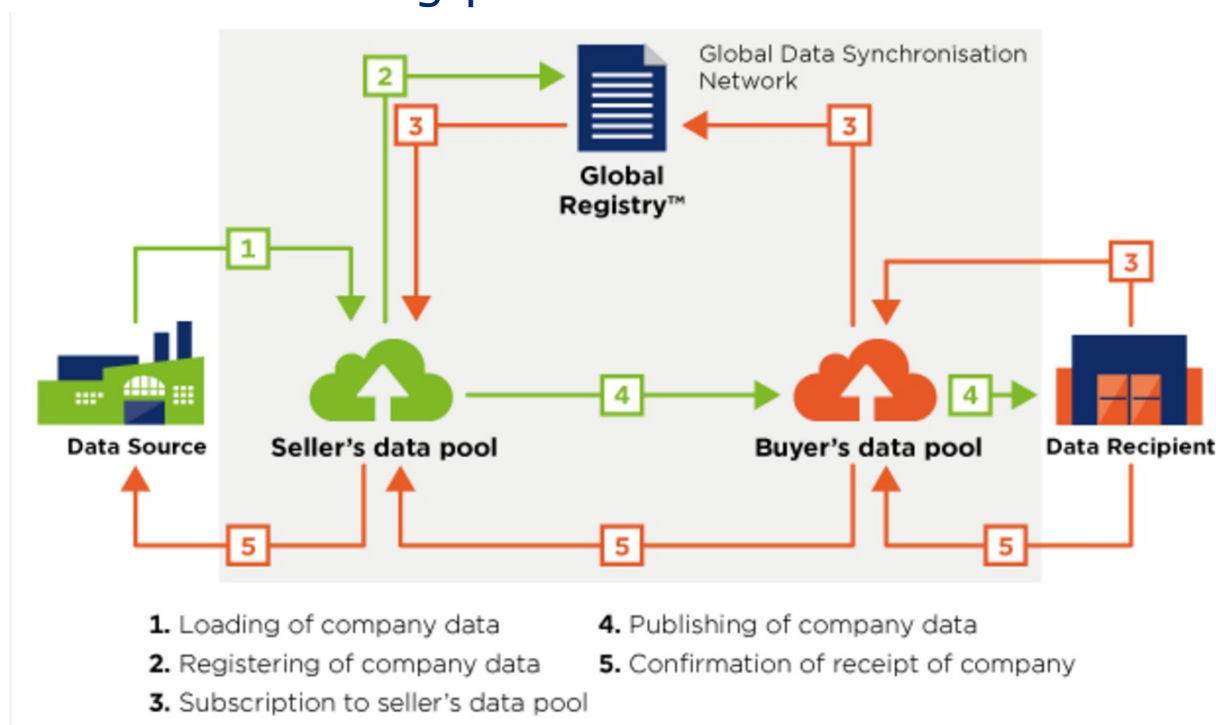 Global Data Synchronisation
Network
2
3
3
Global
Registry™
1
3
4
4
Data Source
Seller's data pool
Buyer's data pool
Data Recipient
5
5
5
1. Loading of company data
2. Registering of company data
3. Subscription to seller's data pool
4. Publishing of company data
5. Confirmation of receipt of company